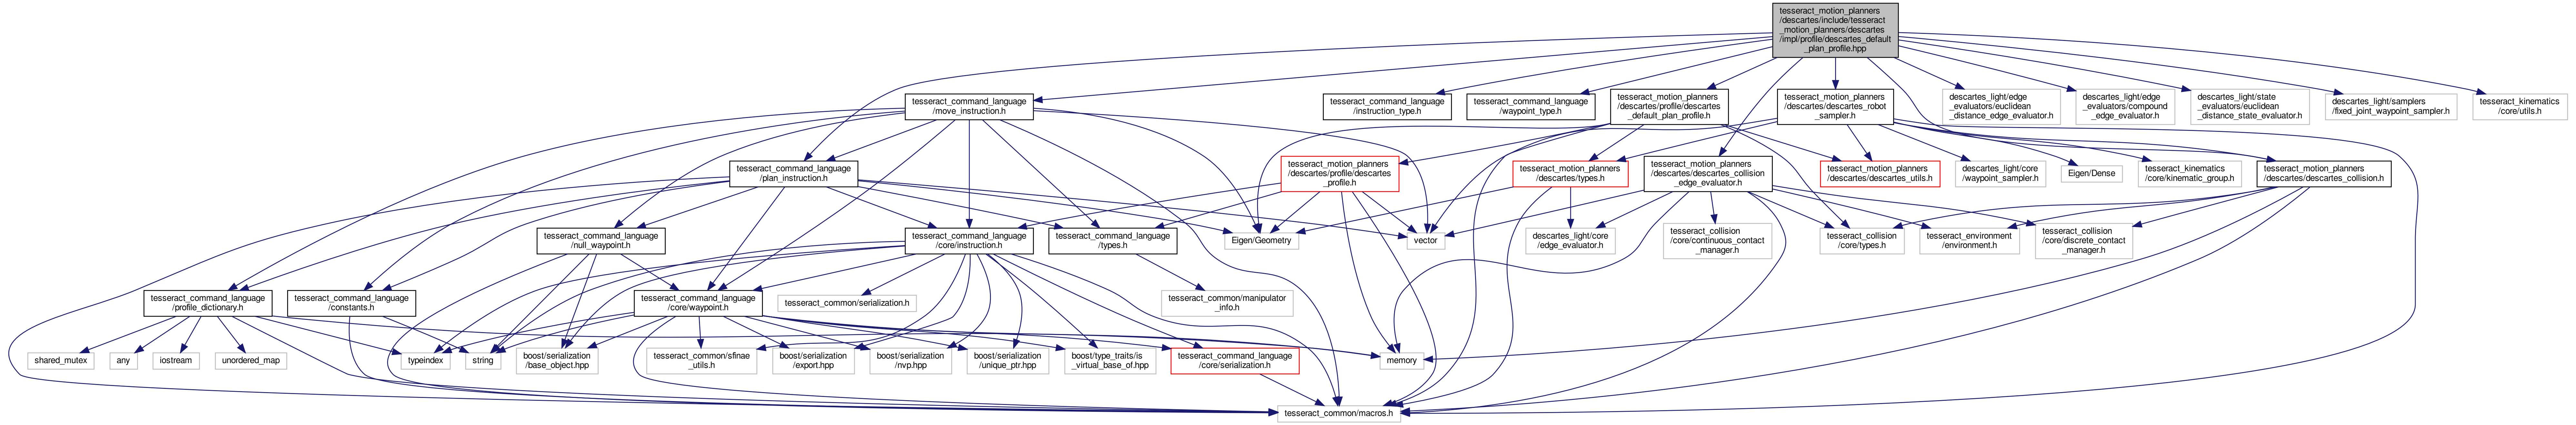 tesseract_motion_planners
/descartes/include/tesseract
_motion_planners/descartes
/impl/profile/descartes_default
_plan_profile.hpp
tesseract_command_language
/move_instruction.h
tesseract_command_language
/instruction_type.h
tesseract_command_language
/waypoint_type.h
tesseract_motion_planners
/descartes/profile/descartes
_default_plan_profile.h
tesseract_motion_planners
/descartes/descartes_robot
_sampler.h
descartes_light/edge
_evaluators/euclidean
_distance_edge_evaluator.h
descartes_light/edge
_evaluators/compound
_edge_evaluator.h
descartes_light/state
_evaluators/euclidean
_distance_state_evaluator.h
descartes_light/samplers
/fixed_joint_waypoint_sampler.h
tesseract_kinematics
/core/utils.h
tesseract_command_language
/plan_instruction.h
tesseract_motion_planners
/descartes/profile/descartes
_profile.h
tesseract_motion_planners
/descartes/types.h
tesseract_motion_planners
/descartes/descartes_collision
_edge_evaluator.h
tesseract_motion_planners
/descartes/descartes_utils.h
descartes_light/core
/waypoint_sampler.h
Eigen/Dense
tesseract_kinematics
/core/kinematic_group.h
tesseract_motion_planners
/descartes/descartes_collision.h
tesseract_command_language
/null_waypoint.h
tesseract_command_language
/core/instruction.h
tesseract_command_language
/types.h
Eigen/Geometry
vector
descartes_light/core
/edge_evaluator.h
tesseract_collision
/core/continuous_contact
_manager.h
tesseract_collision
/core/types.h
tesseract_environment
/environment.h
tesseract_collision
/core/discrete_contact
_manager.h
tesseract_command_language
/profile_dictionary.h
tesseract_command_language
/constants.h
tesseract_command_language
/core/waypoint.h
tesseract_common/serialization.h
tesseract_common/manipulator
_info.h
shared_mutex
any
iostream
unordered_map
typeindex
string
boost/serialization
/base_object.hpp
tesseract_common/sfinae
_utils.h
boost/serialization
/export.hpp
boost/serialization
/nvp.hpp
boost/serialization
/unique_ptr.hpp
boost/type_traits/is
_virtual_base_of.hpp
tesseract_command_language
/core/serialization.h
memory
tesseract_common/macros.h